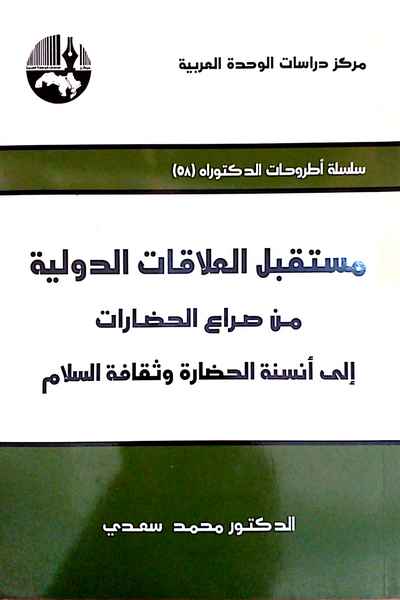 مركز دراسات الوحدة العربية
سلسلة أطروحات الدكتوراه (٥٨)
مستقبل العلاقات الدولية
من صراع الحضارات
إلى أنسنة الحضارة وثقافة السلام
الدكتور محمد سعدي